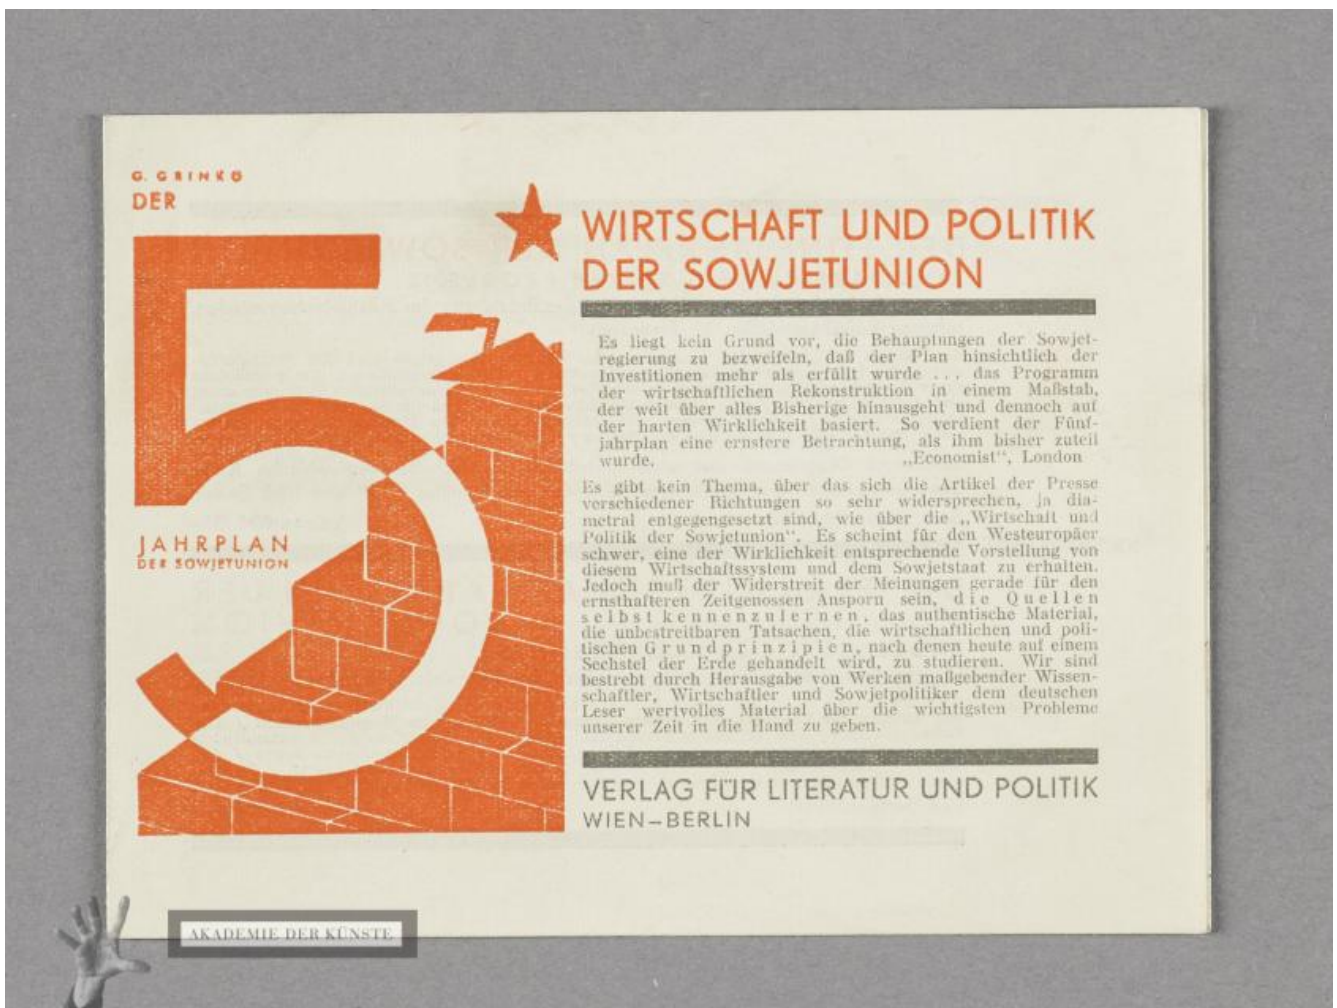 G. GRINKO
DER
5
JAHRPLAN
DER SOWJETUNION
WIRTSCHAFT UND POLITIK
DER SOWJETUNION
Es liegt kein Grund vor, die Behauptungen der Sowjet-
regierung zu bezweifeln, daß der Plan hinsichtlich der
Investitionen mehr als erfüllt wurde ... das Programm
der wirtschaftlichen Rekonstruktion in einem Maßstab,
der weit über alles Bisherige hinausgeht und dennoch auf
der harten Wirklichkeit basiert. So verdient der Fünf-
jahrplan eine ernstere Betrachtung, als ihm bisher zuteil
wurde. „Economist“, London
Es gibt kein Thema, über das sich die Artikel der Presse
verschiedener Richtungen so sehr widersprechen, ja dia-
metral entgegengesetzt sind, wie über die „Wirtschaft und
Politik der Sowjetunion“. Es scheint für den Westeuropäer
schwer, eine der Wirklichkeit entsprechende Vorstellung von
diesem Wirtschaftssystem und dem Sowjetstaat zu erhalten.
Jedoch muß der Widerstreit der Meinungen gerade für den
ernsthafteren Zeitgenossen Ansporn sein, die Quellen
selbst kennenzulernen, das authentische Material,
die unbestreitbaren Tatsachen, die wirtschaftlichen und poli-
tischen Grundprinzipien, nach denen heute auf einem
Sechstel der Erde gehandelt wird, zu studieren. Wir sind
bestrebt durch Herausgabe von Werken maßgebender Wissen-
schaftler, Wirtschaftler und Sowjetpolitiker dem deutschen
Leser wertvolles Material über die wichtigsten Probleme
unserer Zeit in die Hand zu geben.
VERLAG FÜR LITERATUR UND POLITIK
WIEN–BERLIN
AKADEMIE DER KÜNSTE